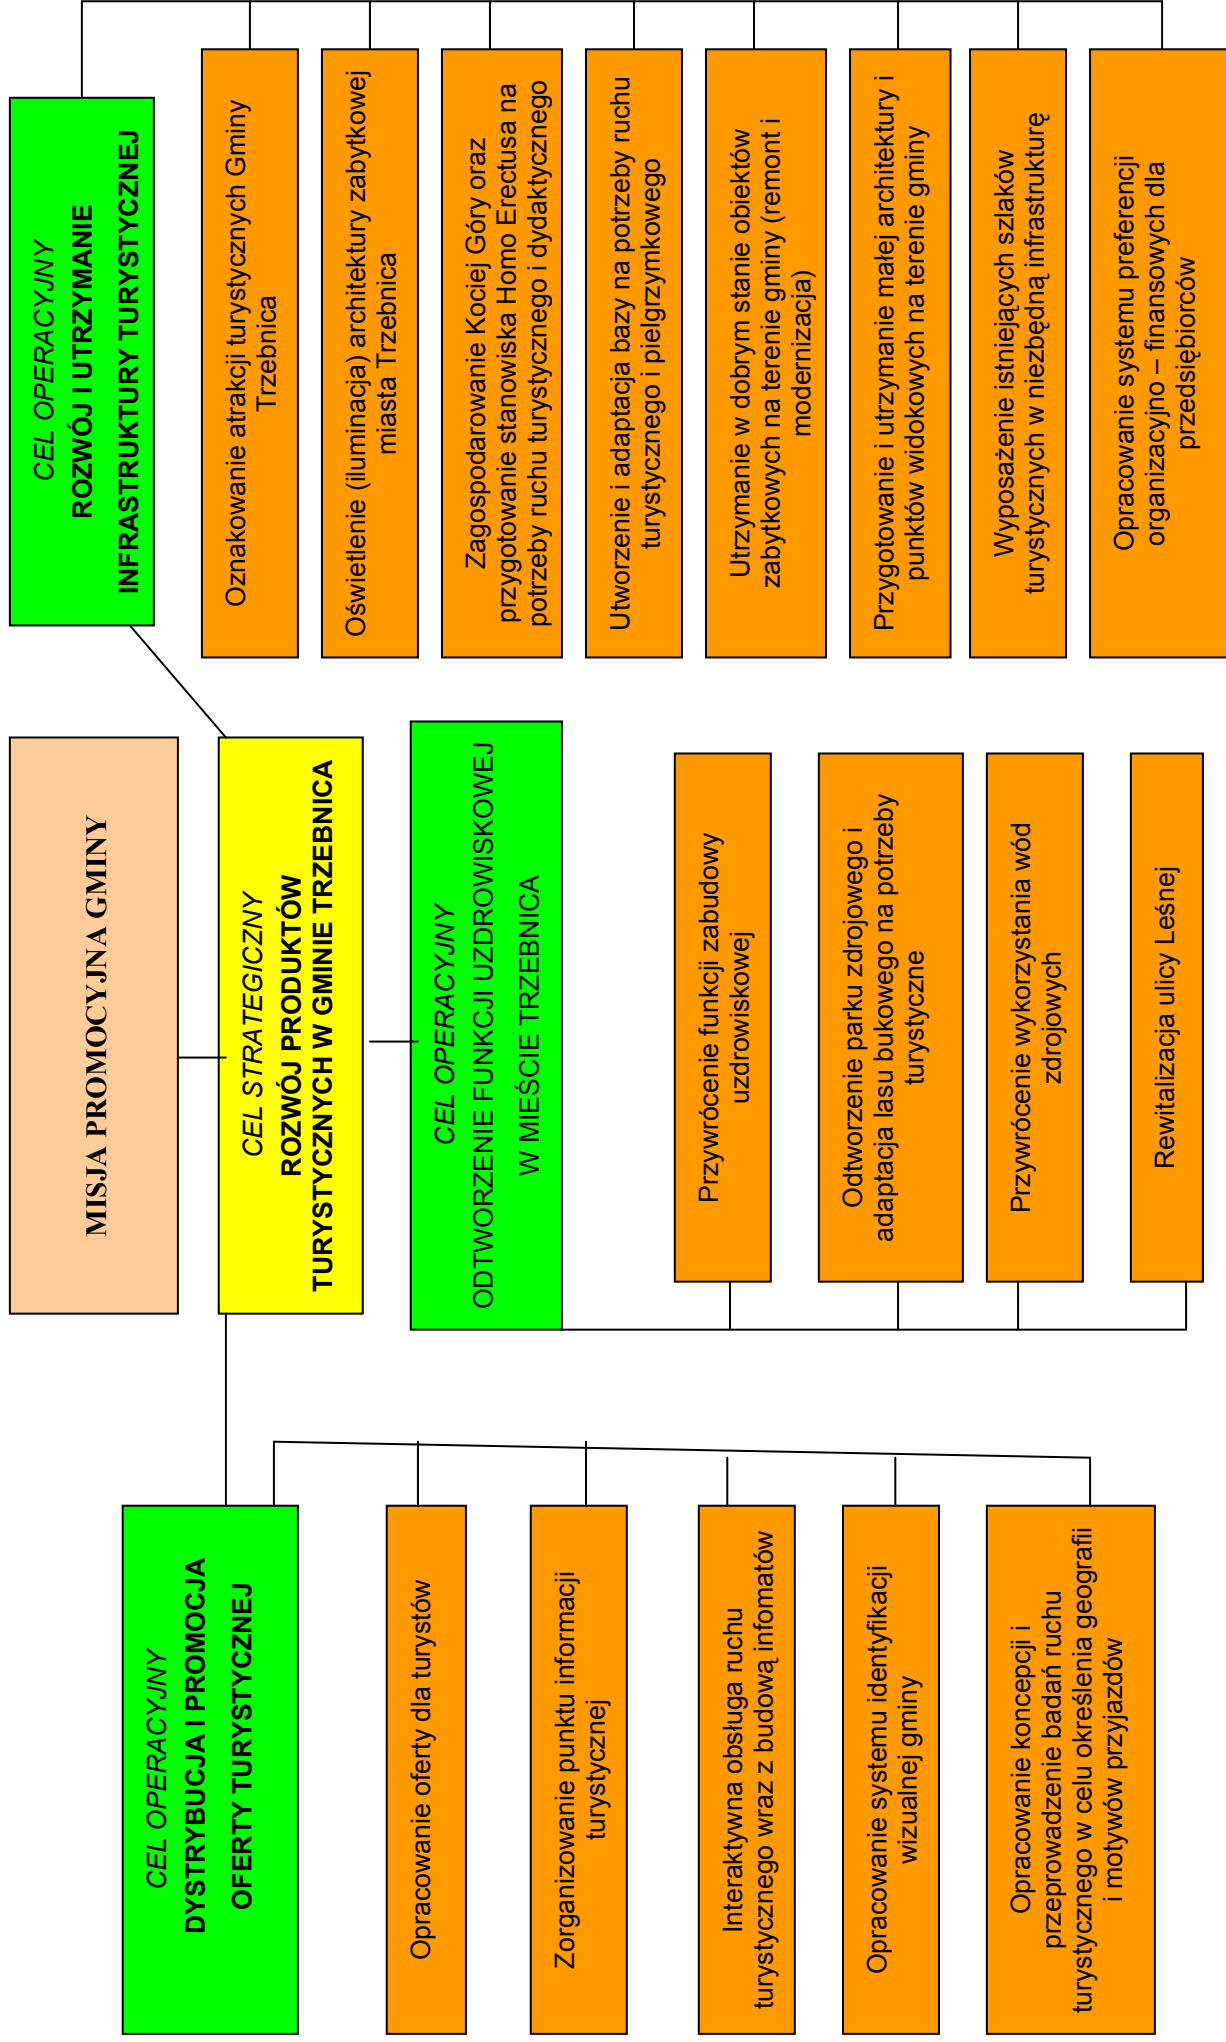 MISJA PROMOCYJNA GMINY
CEL STRATEGICZNY
ROZWÓJ PRODUKTÓW
TURYSTYCZNYCH W GMINIE TRZEBNICA
CEL OPERACYJNY
DYSTRYBUCJA I PROMOCJA
OFERTY TURYSTYCZNEJ
Opracowanie oferty dla turystów
Zorganizowanie punktu informacji
turystycznej
Interaktywna obsługa ruchu
turystycznego wraz z budową infomatów
Opracowanie systemu identyfikacji
wizualnej gminy
Opracowanie koncepcji i
przeprowadzenie badań ruchu
turystycznego w celu określenia geografii
i motywów przyjazdów
CEL OPERACYJNY
ODTWORZENIE FUNKCJI UZDROWISKOWEJ
W MIEŚCIE TRZEBNICA
Przywrócenie funkcji zabudowy
uzdrowiskowej
Odtworzenie parku zdrojowego i
adaptacja lasu bukowego na potrzeby
turystyczne
Przywrócenie wykorzystania wód
zdrojowych
Rewitalizacja ulicy Leśnej
CEL OPERACYJNY
ROZWÓJ I UTRZYMANIE
INFRASTRUKTURY TURYSTYCZNEJ
Oznakowanie atrakcji turystycznych Gminy
Trzebnica
Oświetlenie (iluminacja) architektury zabytkowej
miasta Trzebnica
Zagospodarowanie Kociej Góry oraz
przygotowanie stanowiska Homo Erectusa na
potrzeby ruchu turystycznego i dydaktycznego
Utworzenie i adaptacja bazy na potrzeby ruchu
turystycznego i pielgrzymkowego
Utrzymanie w dobrym stanie obiektów
zabytkowych na terenie gminy (remont i
modernizacja)
Przygotowanie i utrzymanie małej architektury i
punktów widokowych na terenie gminy
Wyposażenie istniejących szlaków
turystycznych w niezbędną infrastrukturę
Opracowanie systemu preferencji
organizacyjno – finansowych dla
przedsiębiorców